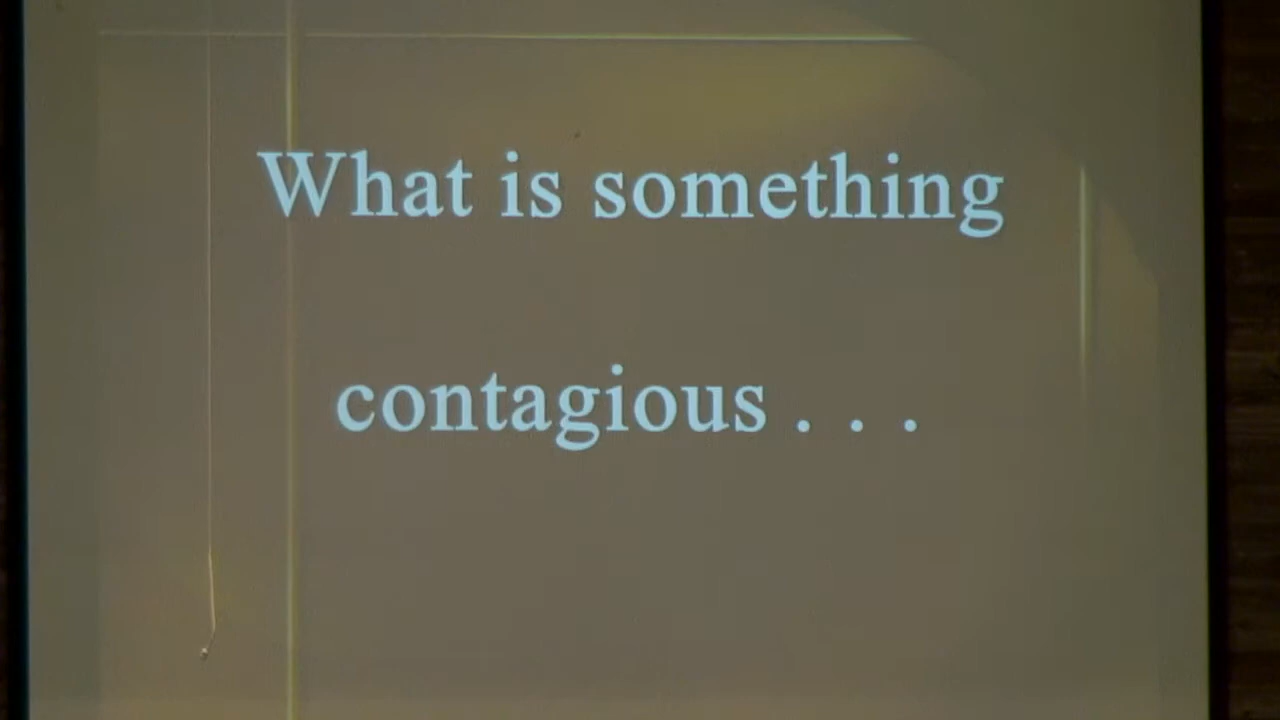 What is something
contagious . . .